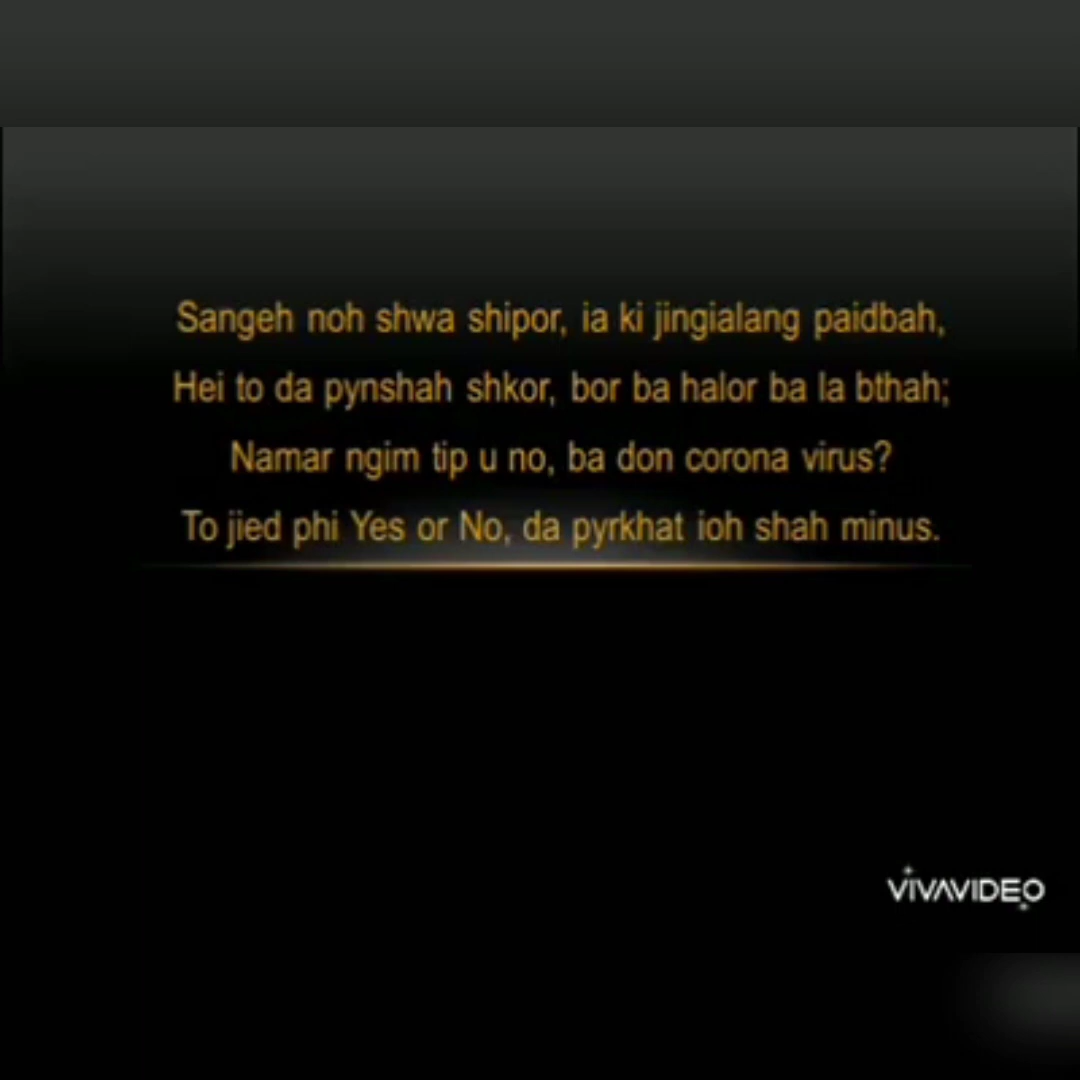 Sangeh noh shwa shipor, ia ki jingialang paidbah,
Hei to da pynshah shkor, bor ba halor ba la bthah;
Namar ngim tip u no, ba don corona virus?
To jied phi Yes or No, da pyrkhat ioh shah minus.
VIVAVIDEO